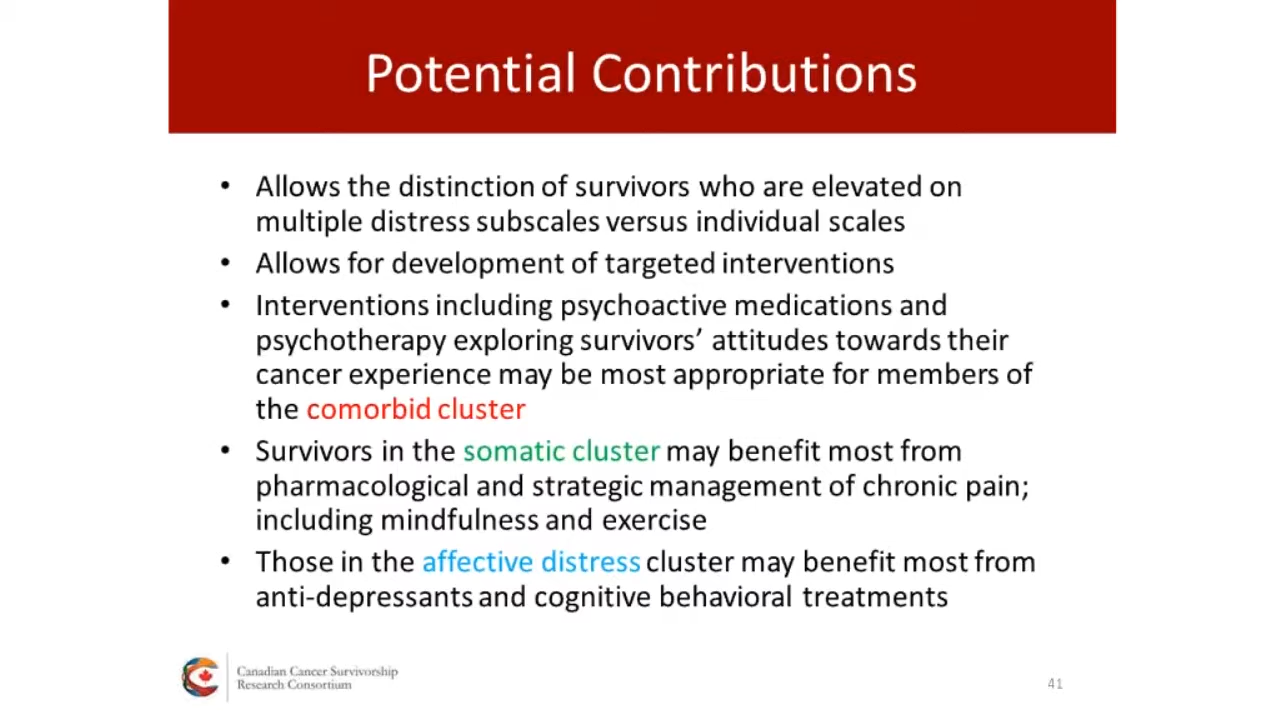 Potential Contributions
• Allows the distinction of survivors who are elevated on
multiple distress subscales versus individual scales
• Allows for development of targeted interventions
• Interventions including psychoactive medications and
psychotherapy exploring survivors’ attitudes towards their
cancer experience may be most appropriate for members of
the comorbid cluster
• Survivors in the somatic cluster may benefit most from
pharmacological and strategic management of chronic pain;
including mindfulness and exercise
• Those in the affective distress cluster may benefit most from
anti-depressants and cognitive behavioral treatments
Canadian Cancer Survivorship
Research Consortium
41